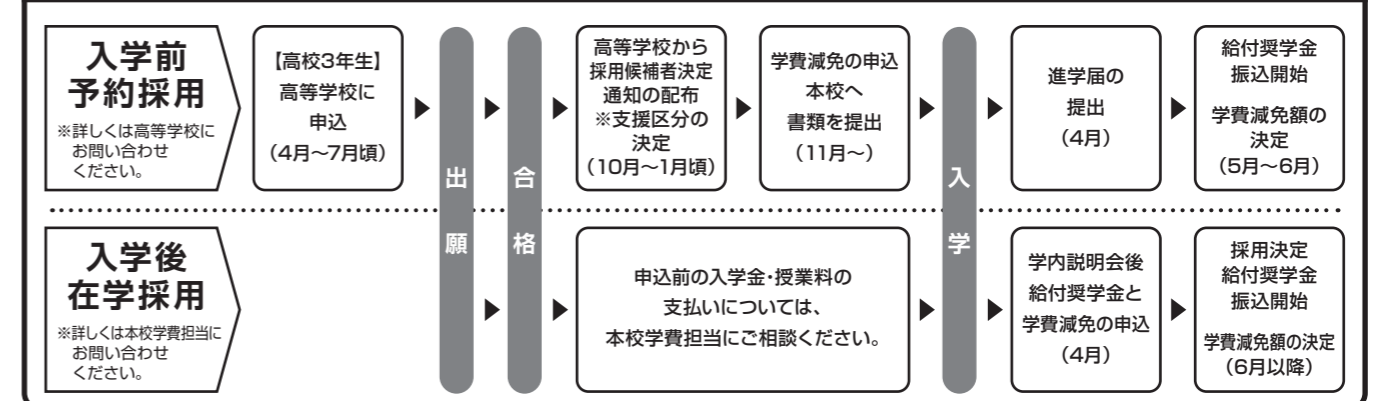 入学前
予約採用
※詳しくは高等学校に
お問い合わせ
ください。
【高校3年生】
高等学校に
申込
（4月〜7月頃）
出願
合格
高等学校から
採用候補者決定
通知の配布
※支援区分の
決定
（10月〜1月頃）
学費減免の申込
本校へ
書類を提出
（11月〜）
入学
進学届の
提出
（4月）
給付奨学金
振込開始
学費減免額の
決定
（5月〜6月）
入学後
在学採用
※詳しくは本校学費担当に
お問い合わせ
ください。
申込前の入学金・授業料の
支払いについては、
本校学費担当にご相談ください。
学内説明会後
給付奨学金と
学費減免の申込
（4月）
採用決定
給付奨学金
振込開始
学費減免額の決定
（6月以降）